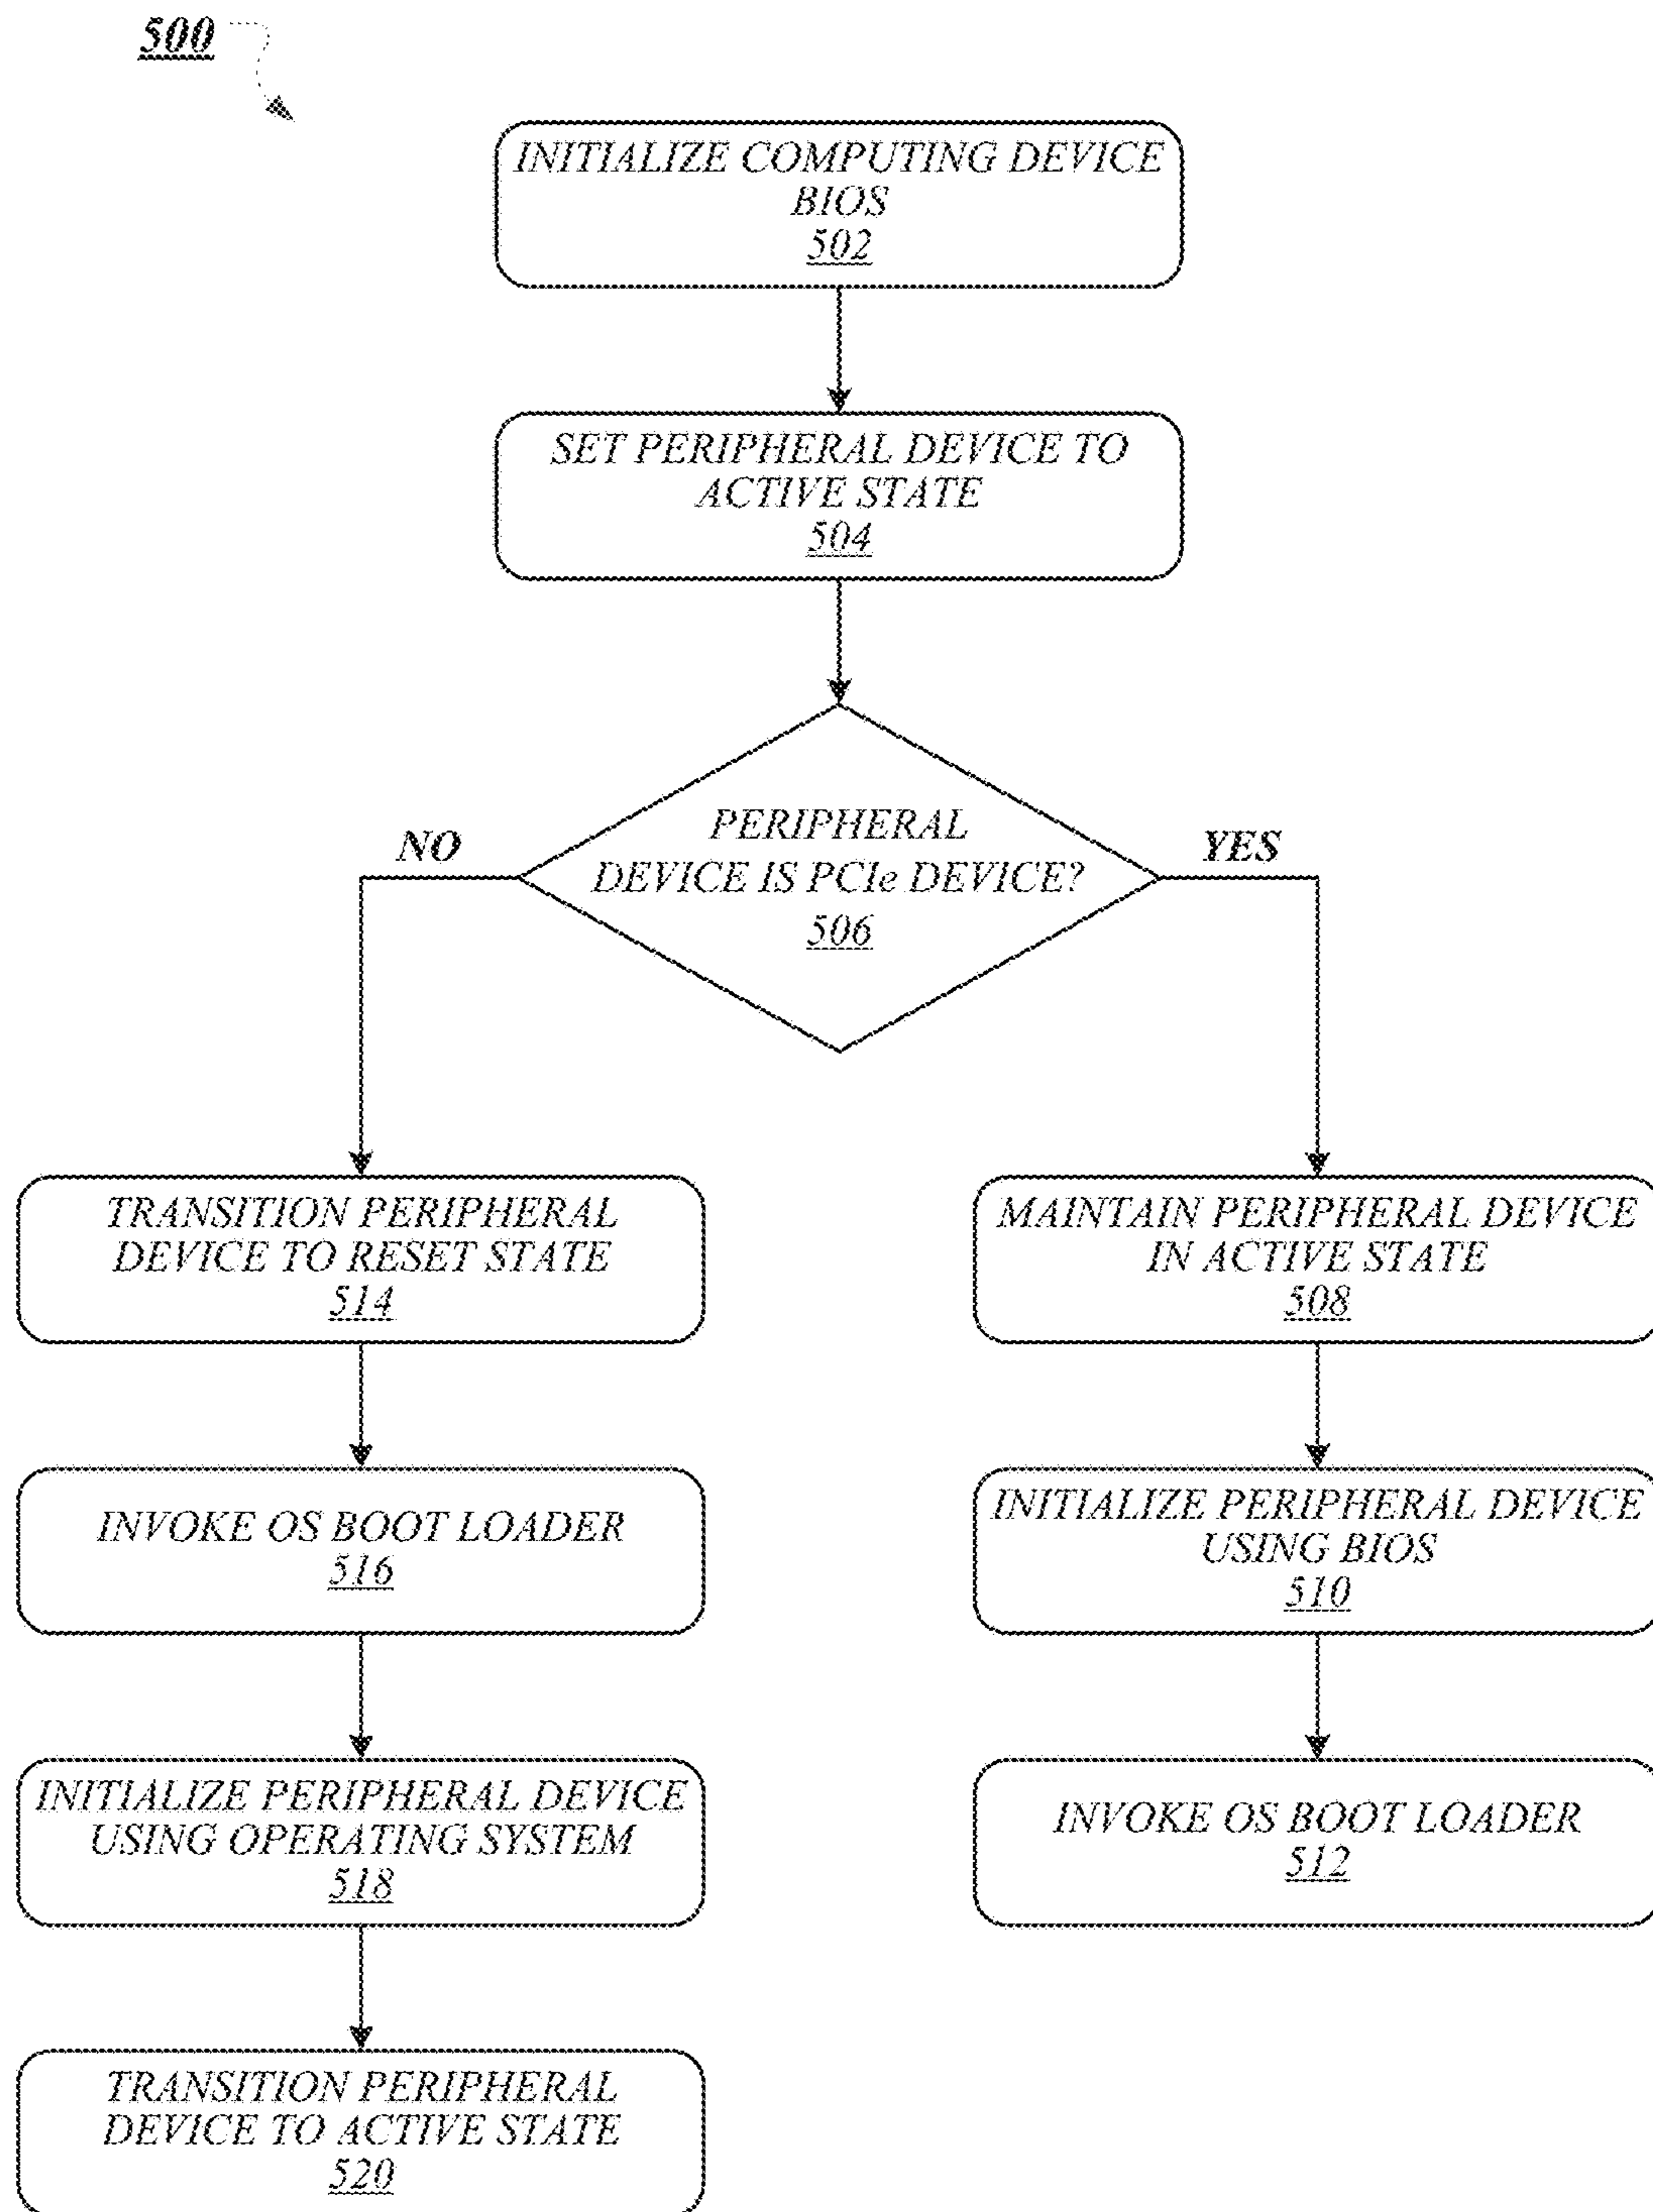 500
INITIALIZE COMPUTING DEVICE
BIOS
502
SET PERIPHERAL DEVICE TO
ACTIVE STATE
504
PERIPHERAL
DEVICE IS PCIe DEVICE?
506
NO
YES
TRANSITION PERIPHERAL
DEVICE TO RESET STATE
514
INVOKE OS BOOT LOADER
516
INITIALIZE PERIPHERAL DEVICE
USING OPERATING SYSTEM
518
TRANSITION PERIPHERAL
DEVICE TO ACTIVE STATE
520
MAINTAIN PERIPHERAL DEVICE
IN ACTIVE STATE
508
INITIALIZE PERIPHERAL DEVICE
USING BIOS
510
INVOKE OS BOOT LOADER
512